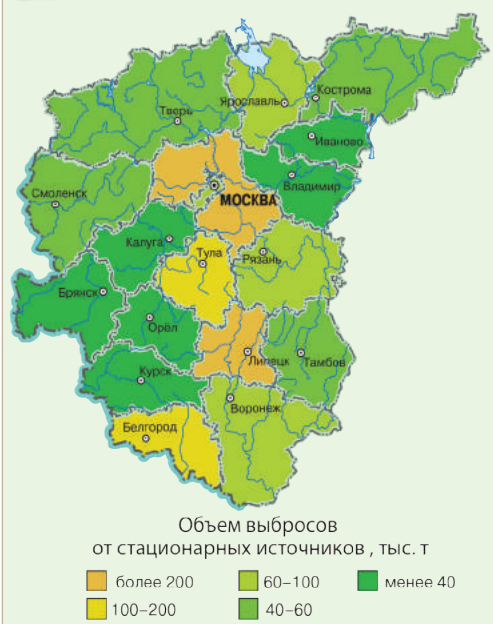 Ярославль
Кострома
Тверь
Иваново
Владимир
Смоленск
МОСКВА
Калуга
Тула
Рязань
Брянск
Орёл
Липецк
Тамбов
Курск
Воронеж
Белгород
Объем выбросов
от стационарных источников , тыс. т
более 200
60–100
менее 40
100–200
40–60